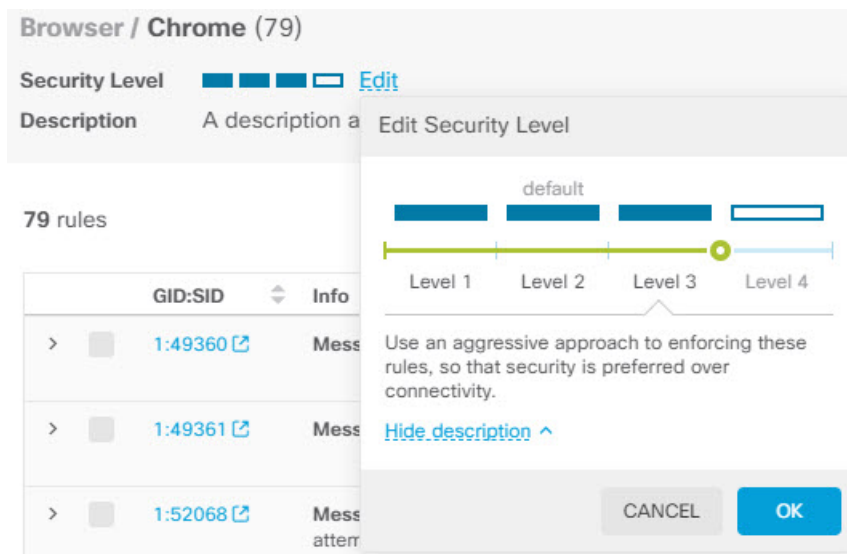 Browser / Chrome (79)
Security Level Edit
Description A description a
Edit Security Level
default
Level 1 Level 2 Level 3 Level 4
Use an aggressive approach to enforcing these
rules, so that security is preferred over
connectivity.
Hide description
CANCEL OK
79 rules
GID:SID Info
1:49360 Mess
1:49361 Mess
1:52068 Mess
attem